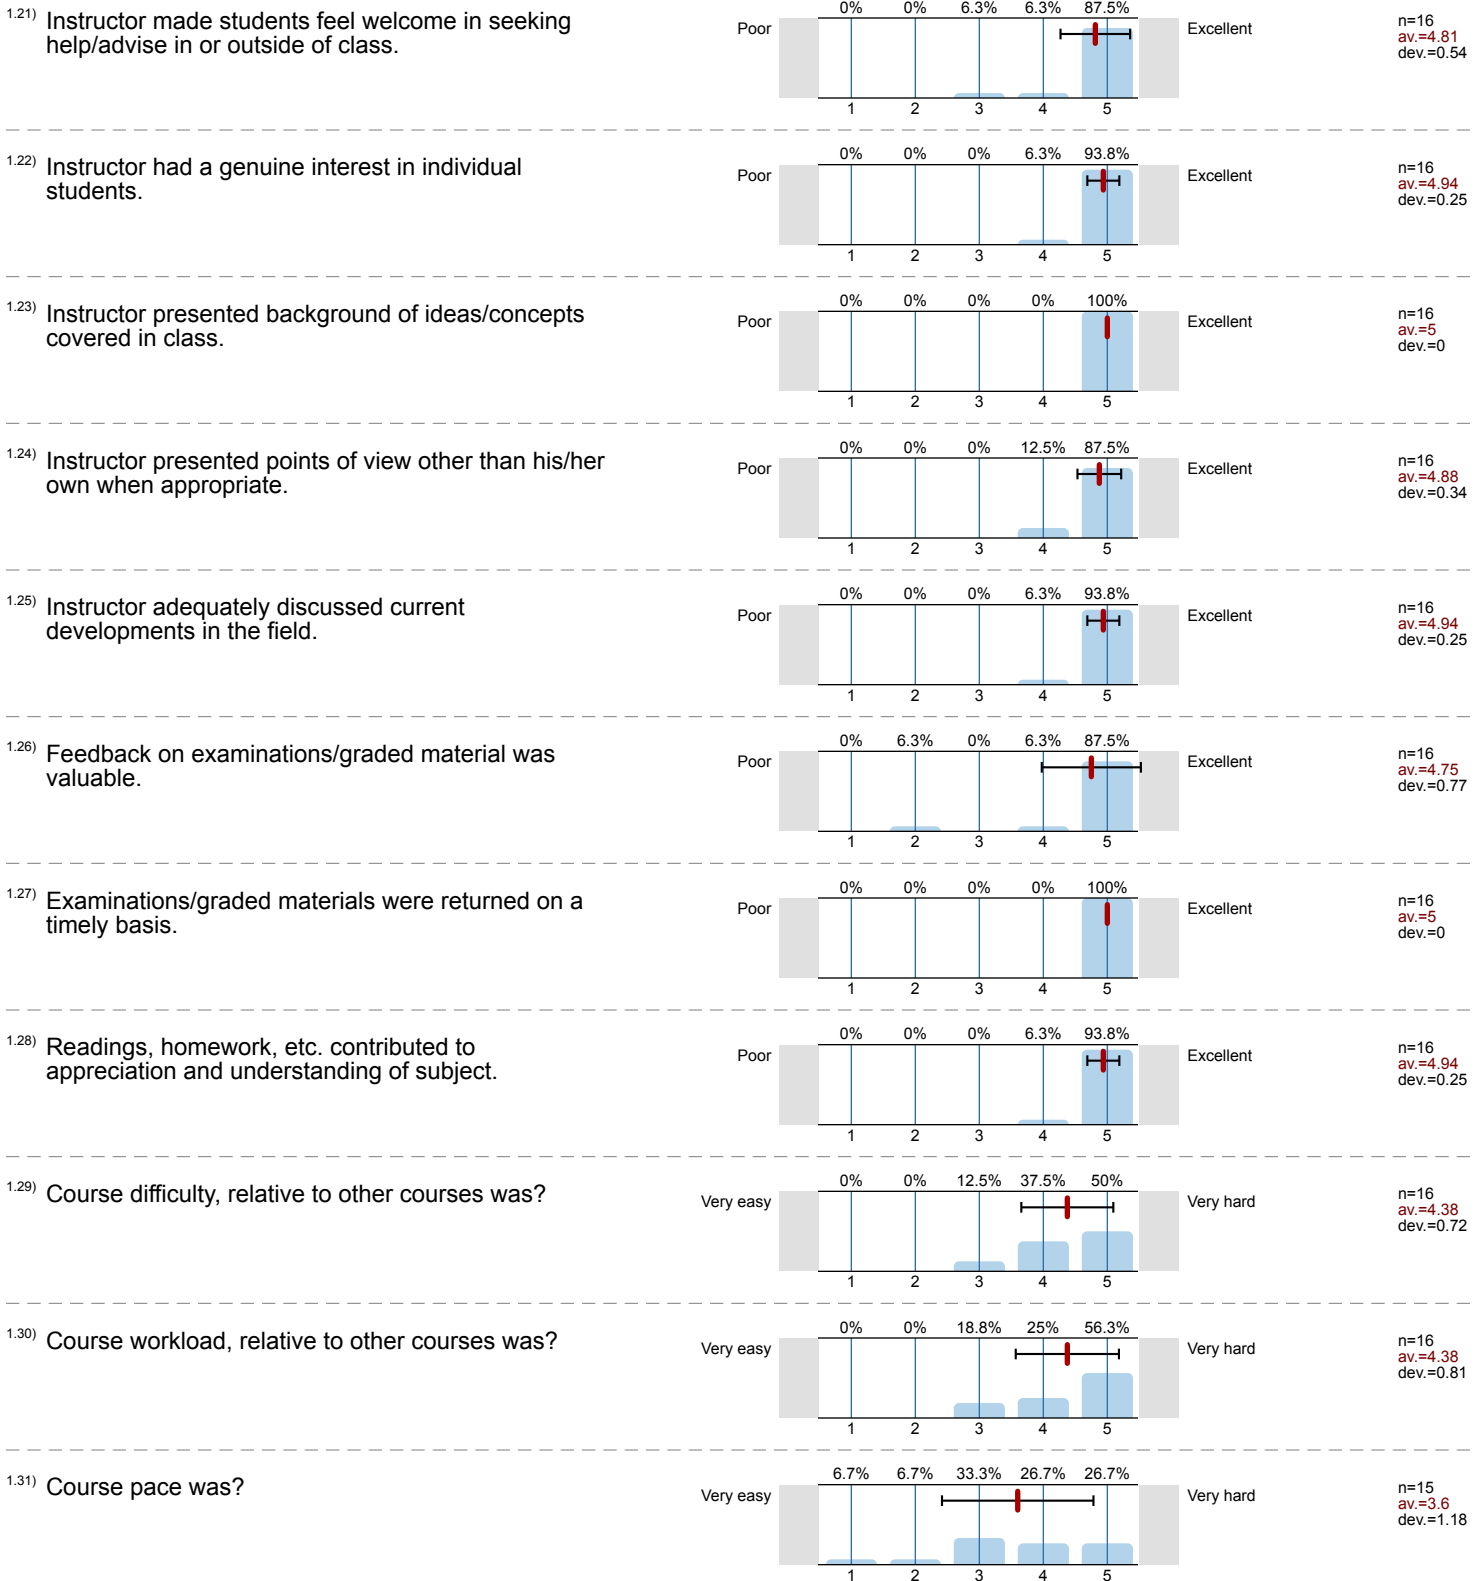 1.21) Instructor made students feel welcome in seeking
help/advise in or outside of class.
0% 0% 6.3% 6.3% 87.5%
Poor Excellent
1 2 3 4 5
n=16
av.=4.81
dev.=0.54
1.22) Instructor had a genuine interest in individual
students.
0% 0% 0% 6.3% 93.8%
Poor Excellent
1 2 3 4 5
n=16
av.=4.94
dev.=0.25
1.23) Instructor presented background of ideas/concepts
covered in class.
0% 0% 0% 0% 100%
Poor Excellent
1 2 3 4 5
n=16
av.=5
dev.=0
1.24) Instructor presented points of view other than his/her
own when appropriate.
0% 0% 0% 12.5% 87.5%
Poor Excellent
1 2 3 4 5
n=16
av.=4.88
dev.=0.34
1.25) Instructor adequately discussed current
developments in the field.
0% 0% 0% 6.3% 93.8%
Poor Excellent
1 2 3 4 5
n=16
av.=4.94
dev.=0.25
1.26) Feedback on examinations/graded material was
valuable.
0% 6.3% 0% 6.3% 87.5%
Poor Excellent
1 2 3 4 5
n=16
av.=4.75
dev.=0.77
1.27) Examinations/graded materials were returned on a
timely basis.
0% 0% 0% 0% 100%
Poor Excellent
1 2 3 4 5
n=16
av.=5
dev.=0
1.28) Readings, homework, etc. contributed to
appreciation and understanding of subject.
0% 0% 0% 6.3% 93.8%
Poor Excellent
1 2 3 4 5
n=16
av.=4.94
dev.=0.25
1.29) Course difficulty, relative to other courses was?
0% 0% 12.5% 37.5% 50%
Very easy Very hard
1 2 3 4 5
n=16
av.=4.38
dev.=0.72
1.30) Course workload, relative to other courses was?
0% 0% 18.8% 25% 56.3%
Very easy Very hard
1 2 3 4 5
n=16
av.=4.38
dev.=0.81
1.31) Course pace was?
6.7% 6.7% 33.3% 26.7% 26.7%
Very easy Very hard
1 2 3 4 5
n=15
av.=3.6
dev.=1.18